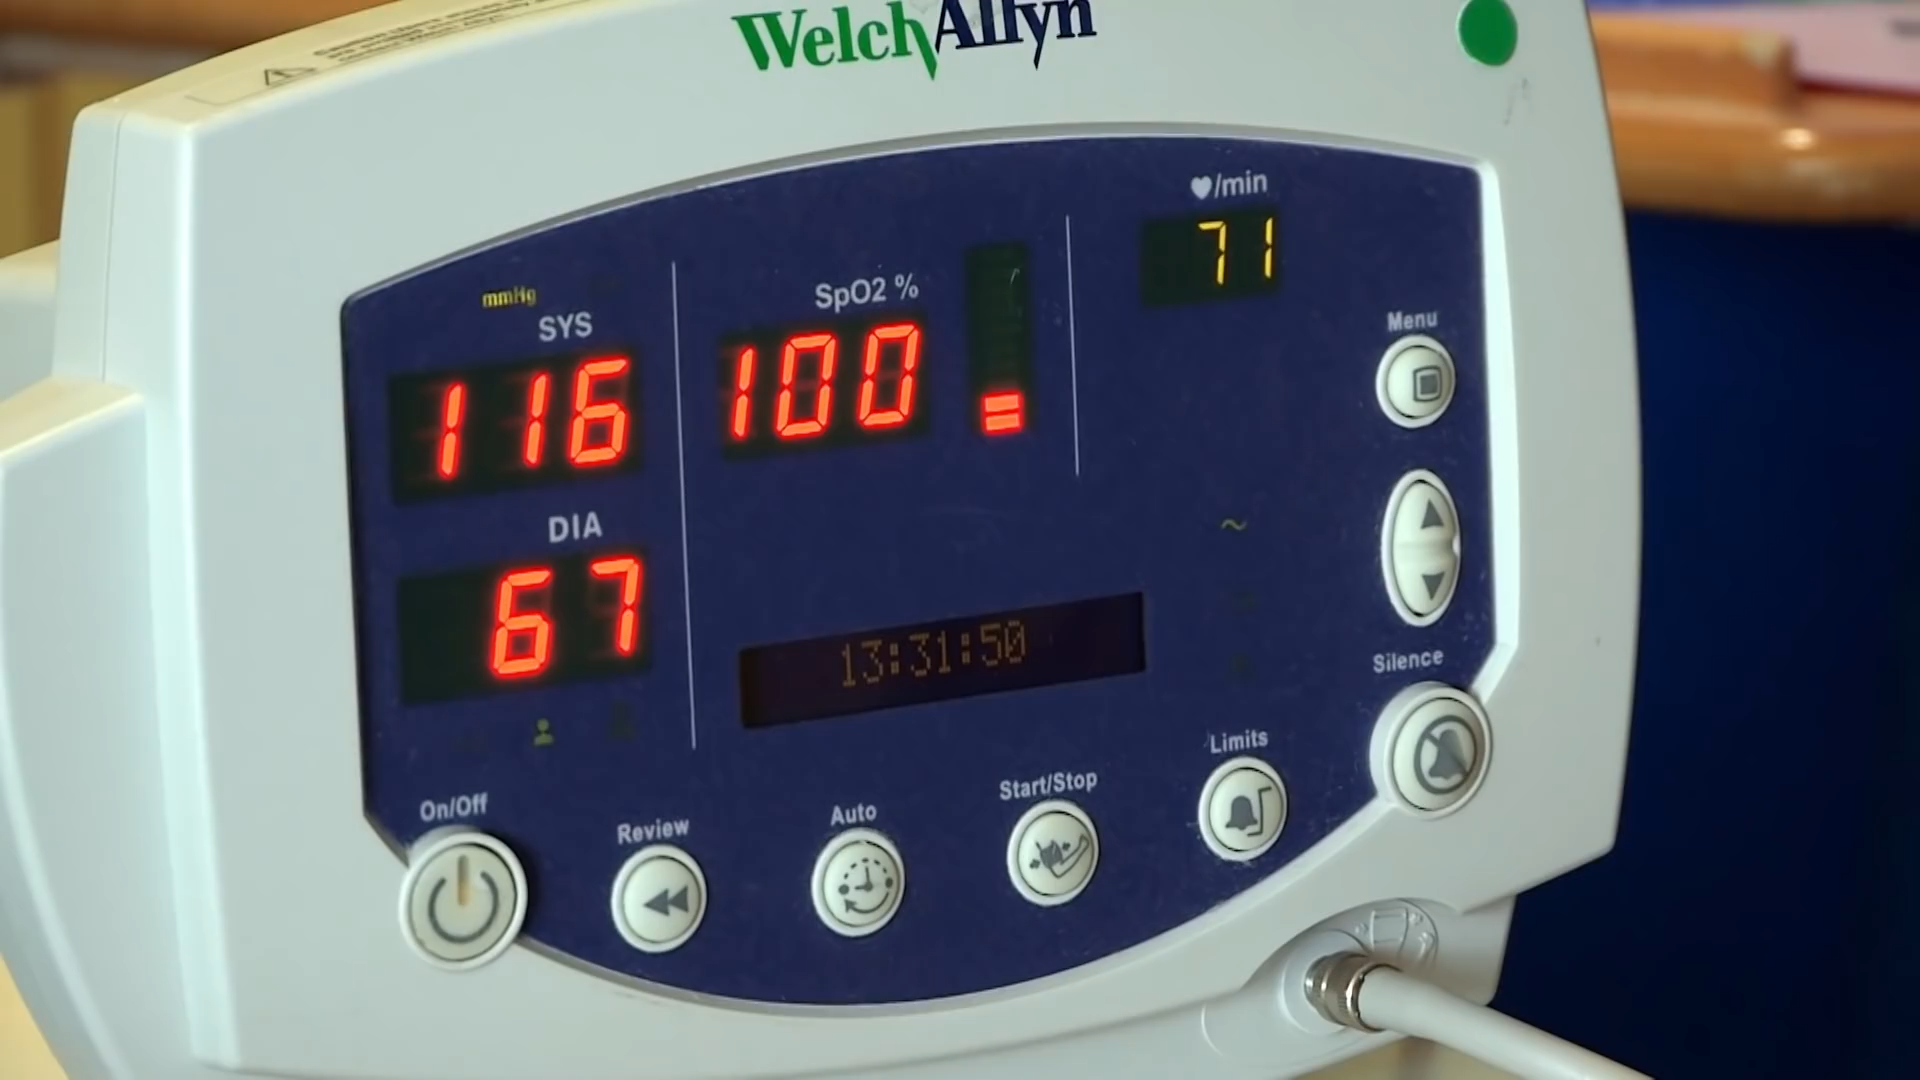 WelchAllyn
♥/min
71
mmHg
SYS
116
SpO2 %
100
DIA
67
13:31:50
Menu
Silence
Limits
Start/Stop
Auto
Review
On/Off